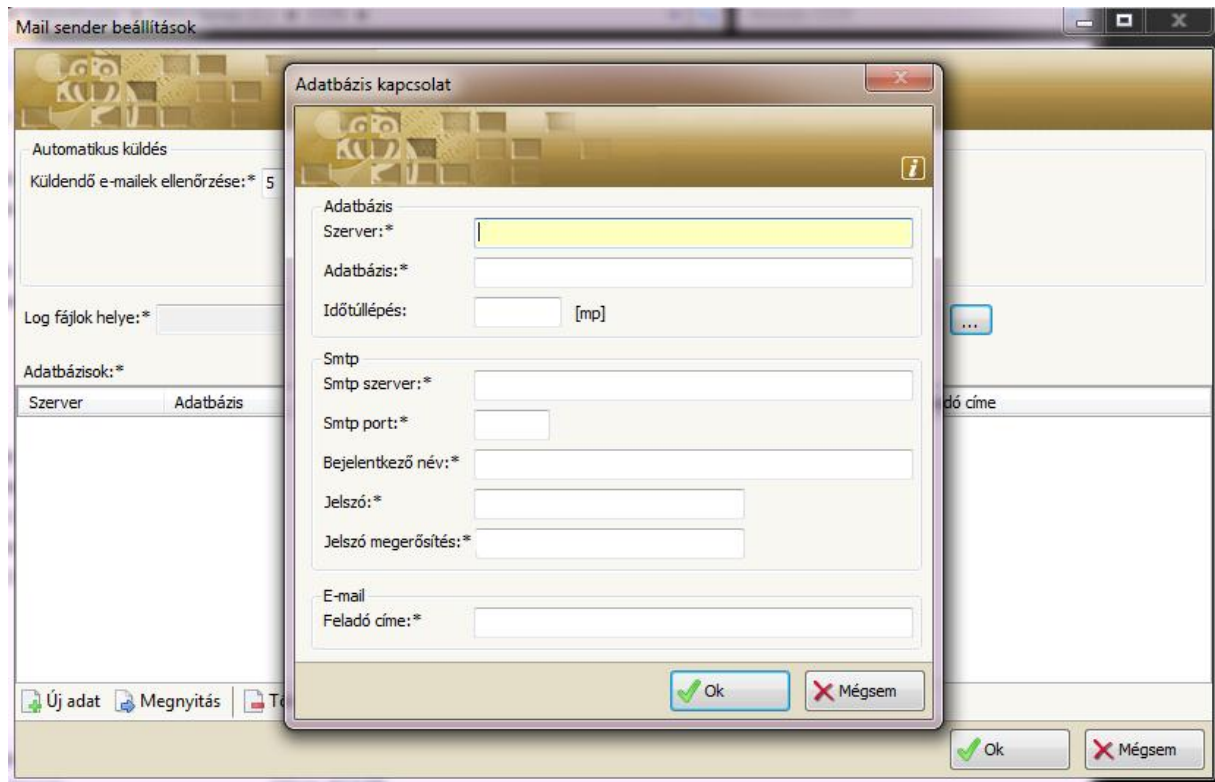 Mail sender beállítások
Automatikus küldés
Küldendő e-mailek ellenőrzése:* 5
Log fájlok helye:*
...
Adatbázisok:*
Szerver Adatbázis dó címe
Új adat Megnyitás
Ok Mégsem
Adatbázis kapcsolat
Adatbázis
Szerver:*
Adatbázis:*
Időtúllépés: [mp]
Smtp
Smtp szerver:*
Smtp port:*
Bejelentkező név:*
Jelszó:*
Jelszó megerősítés:*
E-mail
Feladó címe:*
Ok Mégsem